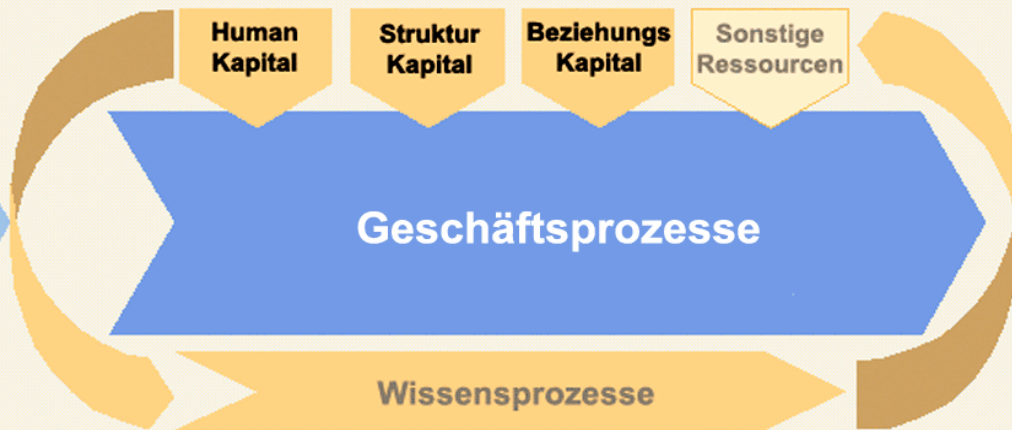 Human
Kapital
Struktur
Kapital
Beziehungs
Kapital
Sonstige
Ressourcen
Geschäftsprozesse
Wissensprozesse